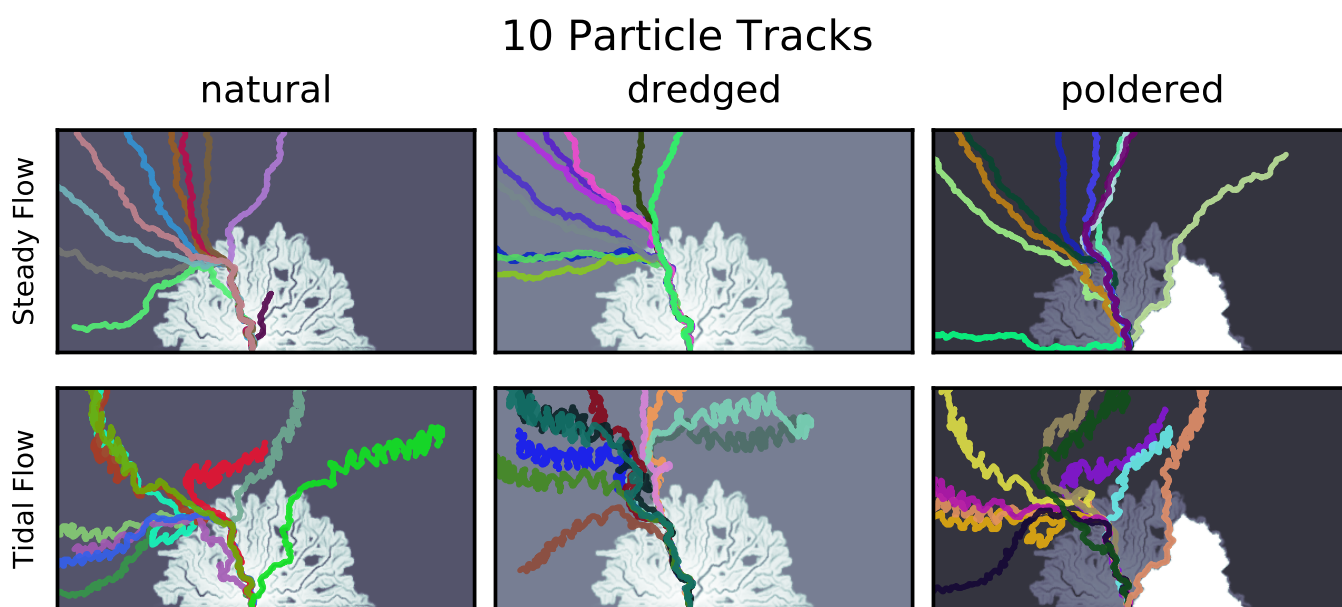 10 Particle Tracks
natural dredged poldered
Steady Flow
Tidal Flow